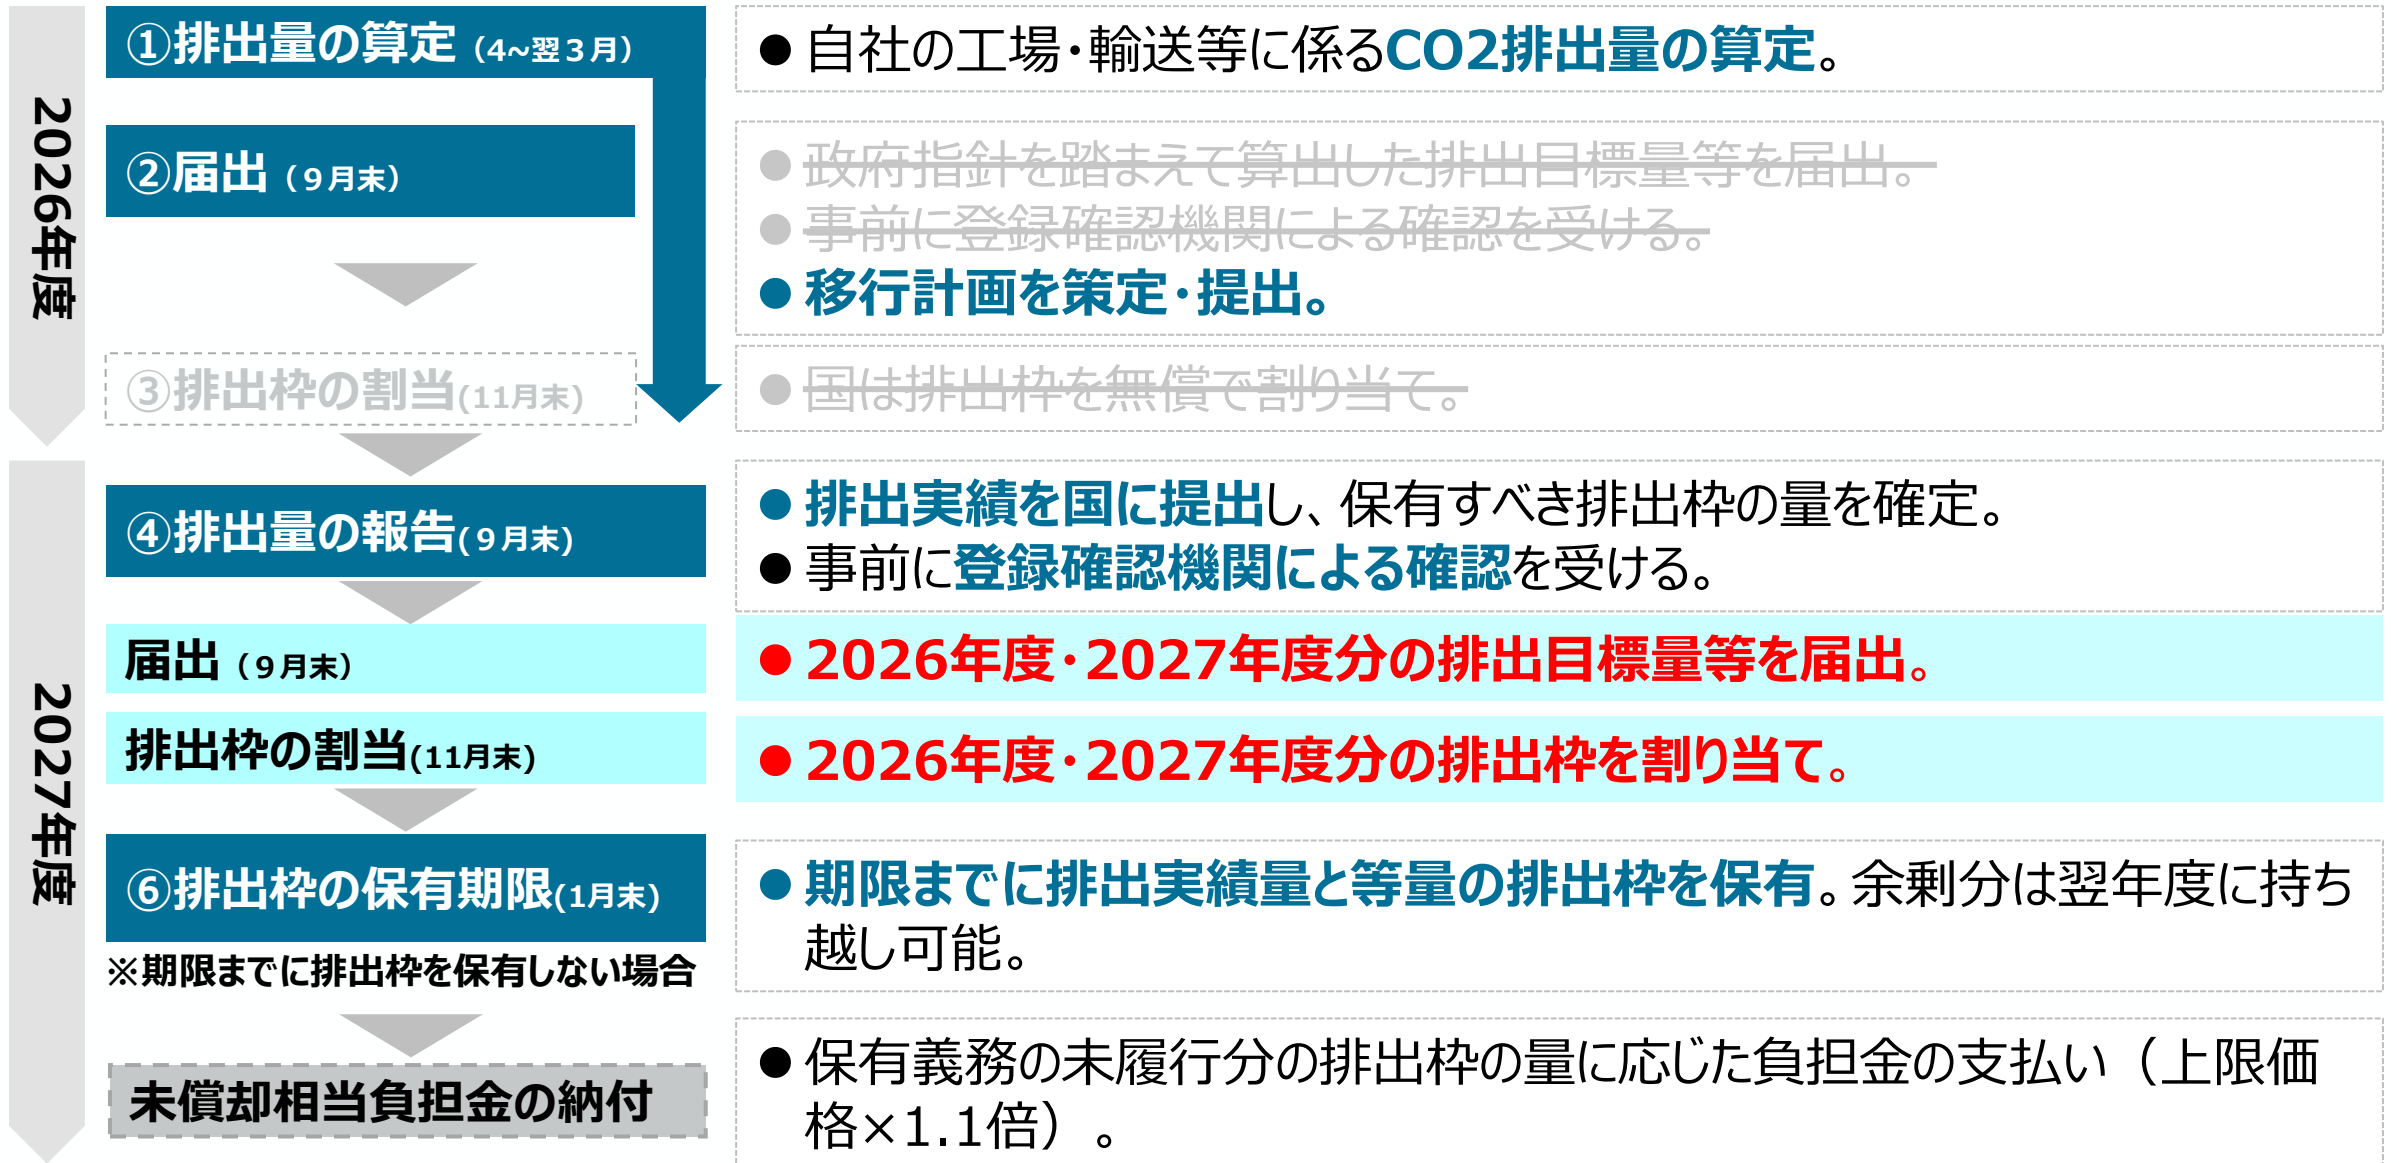 2026年度
①排出量の算定（4~翌３月）
●自社の工場・輸送等に係るCO2排出量の算定。
②届出（９月末）
●政府指針を踏まえて算出した排出目標量等を届出。
●事前に登録確認機関による確認を受ける。
●移行計画を策定・提出。
③排出枠の割当(11月末)
●国は排出枠を無償で割り当て。
2027年度
④排出量の報告(９月末)
●排出実績を国に提出し、保有すべき排出枠の量を確定。
●事前に登録確認機関による確認を受ける。
届出（９月末）
●2026年度・2027年度分の排出目標量等を届出。
排出枠の割当(11月末)
●2026年度・2027年度分の排出枠を割り当て。
⑥排出枠の保有期限(1月末)
●期限までに排出実績量と等量の排出枠を保有。余剰分は翌年度に持ち
越し可能。
※期限までに排出枠を保有しない場合
未償却相当負担金の納付
●保有義務の未履行分の排出枠の量に応じた負担金の支払い（上限価
格×1.1倍）。